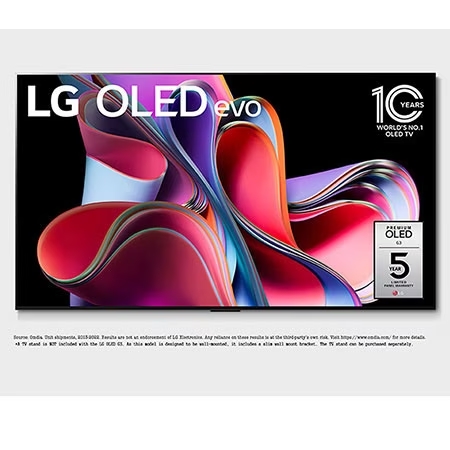 LG OLED evo
10 YEARS
WORLD'S NO.1
OLED TV
PREMIUM
OLED
G3
5
YEAR
LIMITED
PANEL WARRANTY
LG
Source: Omdia. Unit shipments, 2013-2022. Results are not an endorsement of LG Electronics. Any reliance on these results is at the third-party's own risk. Visit https://www.omdia.com/ for more details.
*A TV stand is NOT included with the LG OLED G3. As this model is designed to be wall-mounted, it includes a slim wall mount bracket. The TV stand can be purchased separately.